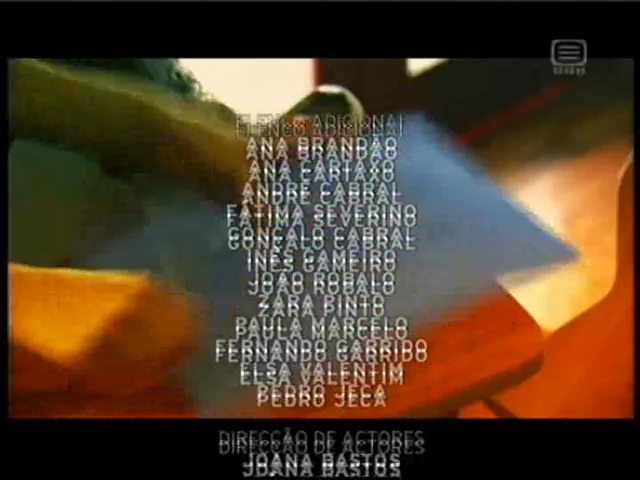 ELENCO ADICIONAL
ANA BRANDÃO
ANA CARTAXO
ANDRÉ CABRAL
FÁTIMA SEVERINO
GONÇALO CABRAL
INÊS GAMEIRO
JOÃO ROBALO
ZARA PINTO
PAULA MARCELO
FERNANDO GARRIDO
ELSA VALENTIM
PEDRO JECA
DIRECÇÃO DE ACTORES
JOANA BASTOS